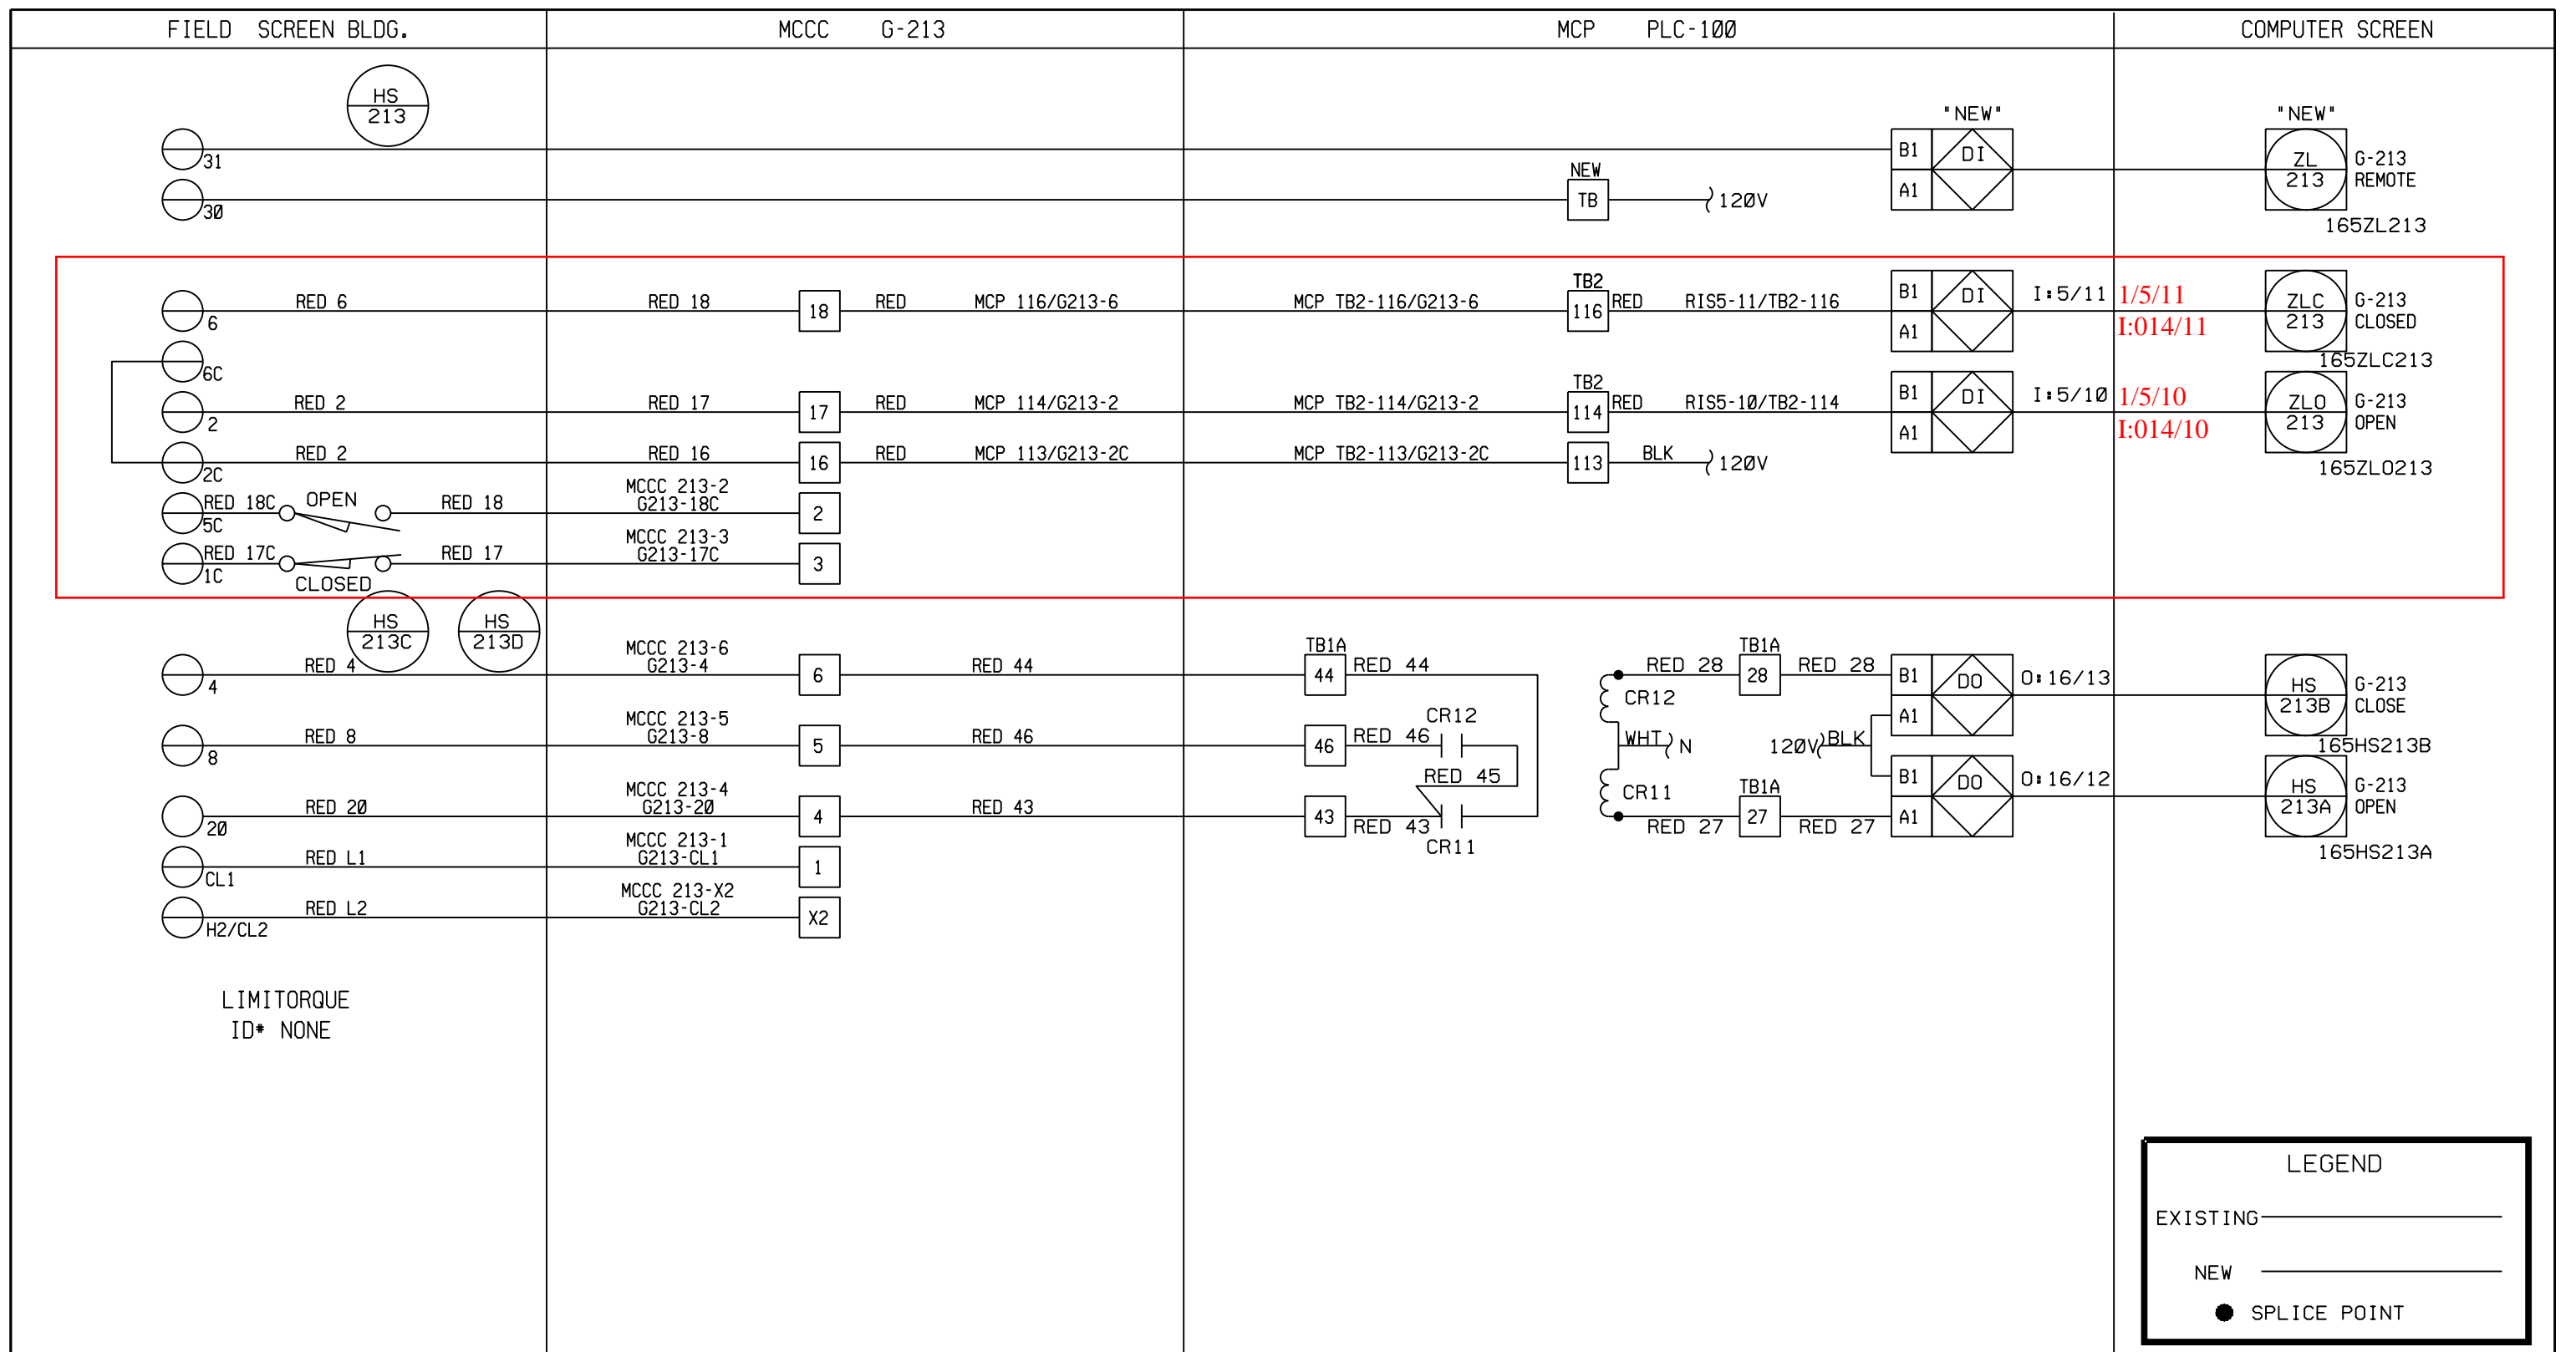 FIELD SCREEN BLDG.
MCCC G-213
MCP PLC-100
COMPUTER SCREEN
HS
213
31
30
NEW
TB
120V
"NEW"
B1
A1
DI
"NEW"
ZL
213
G-213
REMOTE
165ZL213
6
RED 6
RED 18
18
RED
MCP 116/G213-6
MCP TB2-116/G213-6
TB2
116
RED
RIS5-11/TB2-116
B1
A1
DI
I:5/11
1/5/11
I:014/11
ZLC
213
G-213
CLOSED
165ZLC213
6C
2
RED 2
RED 17
17
RED
MCP 114/G213-2
MCP TB2-114/G213-2
TB2
114
RED
RIS5-10/TB2-114
B1
A1
DI
I:5/10
1/5/10
I:014/10
ZLO
213
G-213
OPEN
165ZLO213
2C
RED 2
RED 16
16
RED
MCP 113/G213-2C
MCP TB2-113/G213-2C
113
BLK
120V
5C
RED 18C
OPEN
RED 18
MCCC 213-2
G213-18C
2
1C
RED 17C
CLOSED
RED 17
MCCC 213-3
G213-17C
3
HS
213C
HS
213D
4
RED 4
MCCC 213-6
G213-4
6
RED 44
TB1A
44
RED 44
CR12
RED 28
TB1A
28
RED 28
B1
A1
DO
O:16/13
HS
213B
G-213
CLOSE
165HS213B
8
RED 8
MCCC 213-5
G213-8
5
RED 46
46
RED 46
CR12
RED 45
WHT
N
120V
BLK
20
RED 20
MCCC 213-4
G213-20
4
RED 43
43
RED 43
CR11
CR11
RED 27
TB1A
27
RED 27
B1
A1
DO
O:16/12
HS
213A
G-213
OPEN
165HS213A
CL1
RED L1
MCCC 213-1
G213-CL1
1
H2/CL2
RED L2
MCCC 213-X2
G213-CL2
X2
LIMITORQUE
ID# NONE
LEGEND
EXISTING
NEW
SPLICE POINT